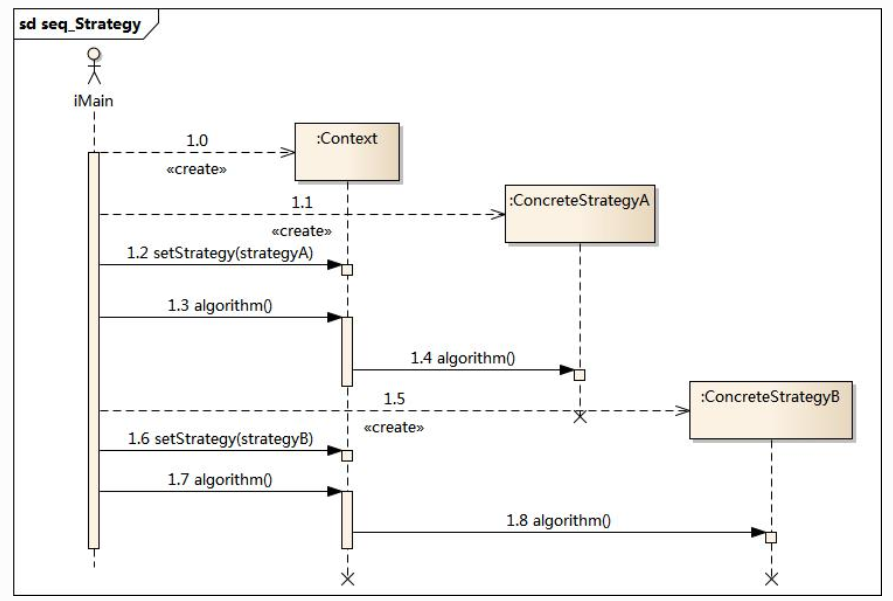 sd seq_Strategy
iMain
1.0
:Context
«create»
1.1
:ConcreteStrategyA
«create»
1.2 setStrategy(strategyA)
1.3 algorithm()
1.4 algorithm()
1.5
:ConcreteStrategyB
«create»
1.6 setStrategy(strategyB)
1.7 algorithm()
1.8 algorithm()